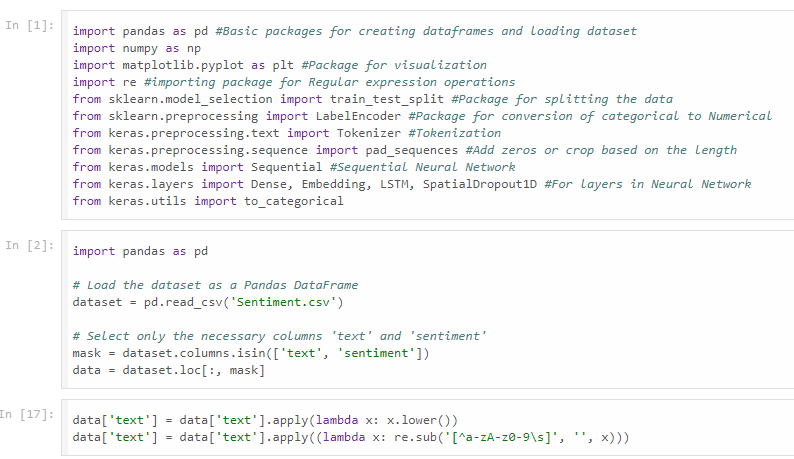 In [1]:
import pandas as pd #Basic packages for creating dataframes and loading dataset
import numpy as np
import matplotlib.pyplot as plt #Package for visualization
import re #importing package for Regular expression operations
from sklearn.model_selection import train_test_split #Package for splitting the data
from sklearn.preprocessing import LabelEncoder #Package for conversion of categorical to Numerical
from keras.preprocessing.text import Tokenizer #Tokenization
from keras.preprocessing.sequence import pad_sequences #Add zeros or crop based on the length
from keras.models import Sequential #Sequential Neural Network
from keras.layers import Dense, Embedding, LSTM, SpatialDropout1D #For layers in Neural Network
from keras.utils import to_categorical
In [2]:
import pandas as pd
# Load the dataset as a Pandas DataFrame
dataset = pd.read_csv('Sentiment.csv')
# Select only the necessary columns 'text' and 'sentiment'
mask = dataset.columns.isin(['text', 'sentiment'])
data = dataset.loc[:, mask]
In [17]:
data['text'] = data['text'].apply(lambda x: x.lower())
data['text'] = data['text'].apply((lambda x: re.sub('[^a-zA-z0-9\s]', '', x)))